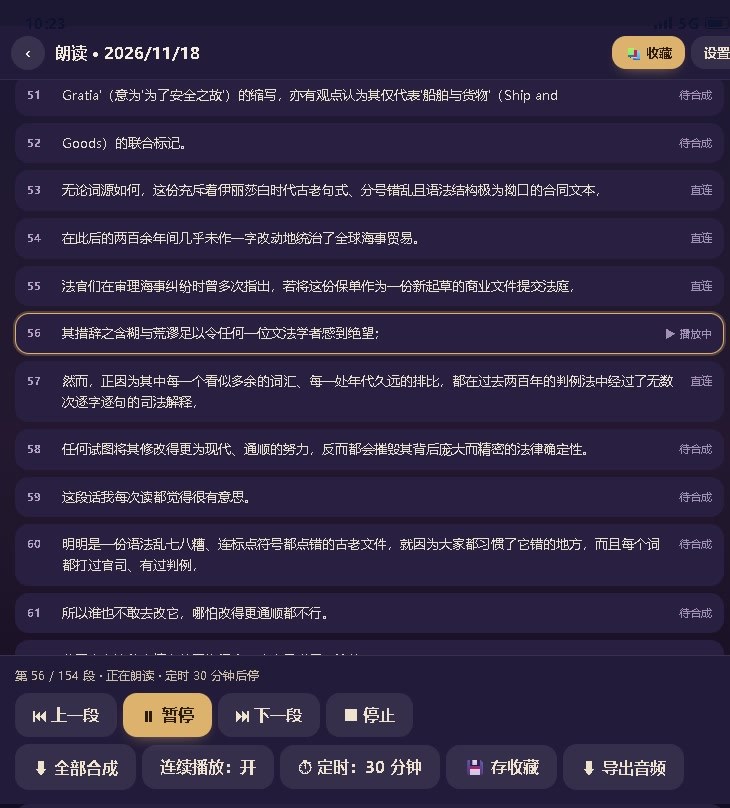 10:23
5G
‹ 朗读 • 2026/11/18 收藏 设置
51 Gratia'（意为'为了安全之故'）的缩写，亦有观点认为其仅代表'船舶与货物'（Ship and 待合成
52 Goods）的联合标记。 待合成
53 无论词源如何，这份充斥着伊丽莎白时代古老句式、分号错乱且语法结构极为拗口的合同文本， 直连
54 在此后的两百余年间几乎未作一字改动地统治了全球海事贸易。 直连
55 法官们在审理海事纠纷时曾多次指出，若将这份保单作为一份新起草的商业文件提交法庭， 直连
56 其措辞之含糊与荒谬足以令任何一位文法学者感到绝望； ▶ 播放中
57 然而，正因为其中每一个看似多余的词汇、每一处年代久远的排比，都在过去两百年的判例法中经过了无数 直连
次逐字逐句的司法解释，
58 任何试图将其修改得更为现代、通顺的努力，反而都会摧毁其背后庞大而精密的法律确定性。 待合成
59 这段话我每次读都觉得很有意思。 待合成
60 明明是一份语法乱七八糟、连标点符号都点错的古老文件，就因为大家都习惯了它错的地方，而且每个词 待合成
都打过官司、有过判例，
61 所以谁也不敢去改它，哪怕改得更通顺都不行。 待合成
第 56 / 154 段 · 正在朗读 · 定时 30 分钟后停
⏮ 上一段 ⏸ 暂停 ⏭ 下一段 ⏹ 停止
⬇ 全部合成 连续播放：开 ⏱ 定时：30 分钟 💾 存收藏 ⬇ 导出音频